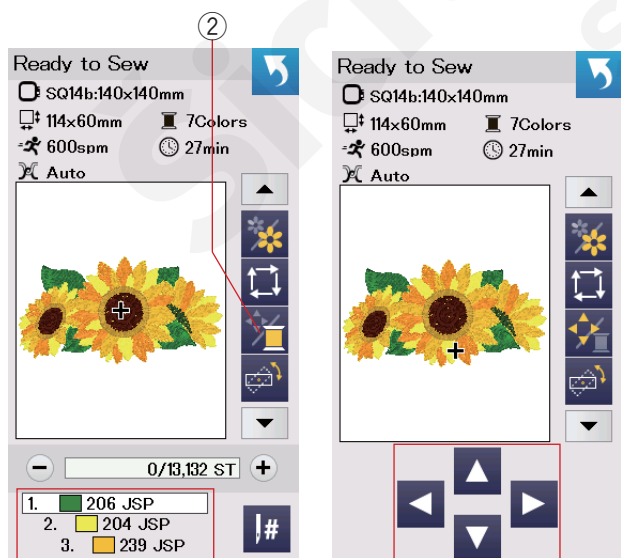 2
Ready to Sew
SQ14b:140x140mm
114x60mm 7Colors
600spm 27min
Auto
0/13,132 ST
1. 206 JSP
2. 204 JSP
3. 239 JSP
#
Ready to Sew
SQ14b:140x140mm
114x60mm 7Colors
600spm 27min
Auto